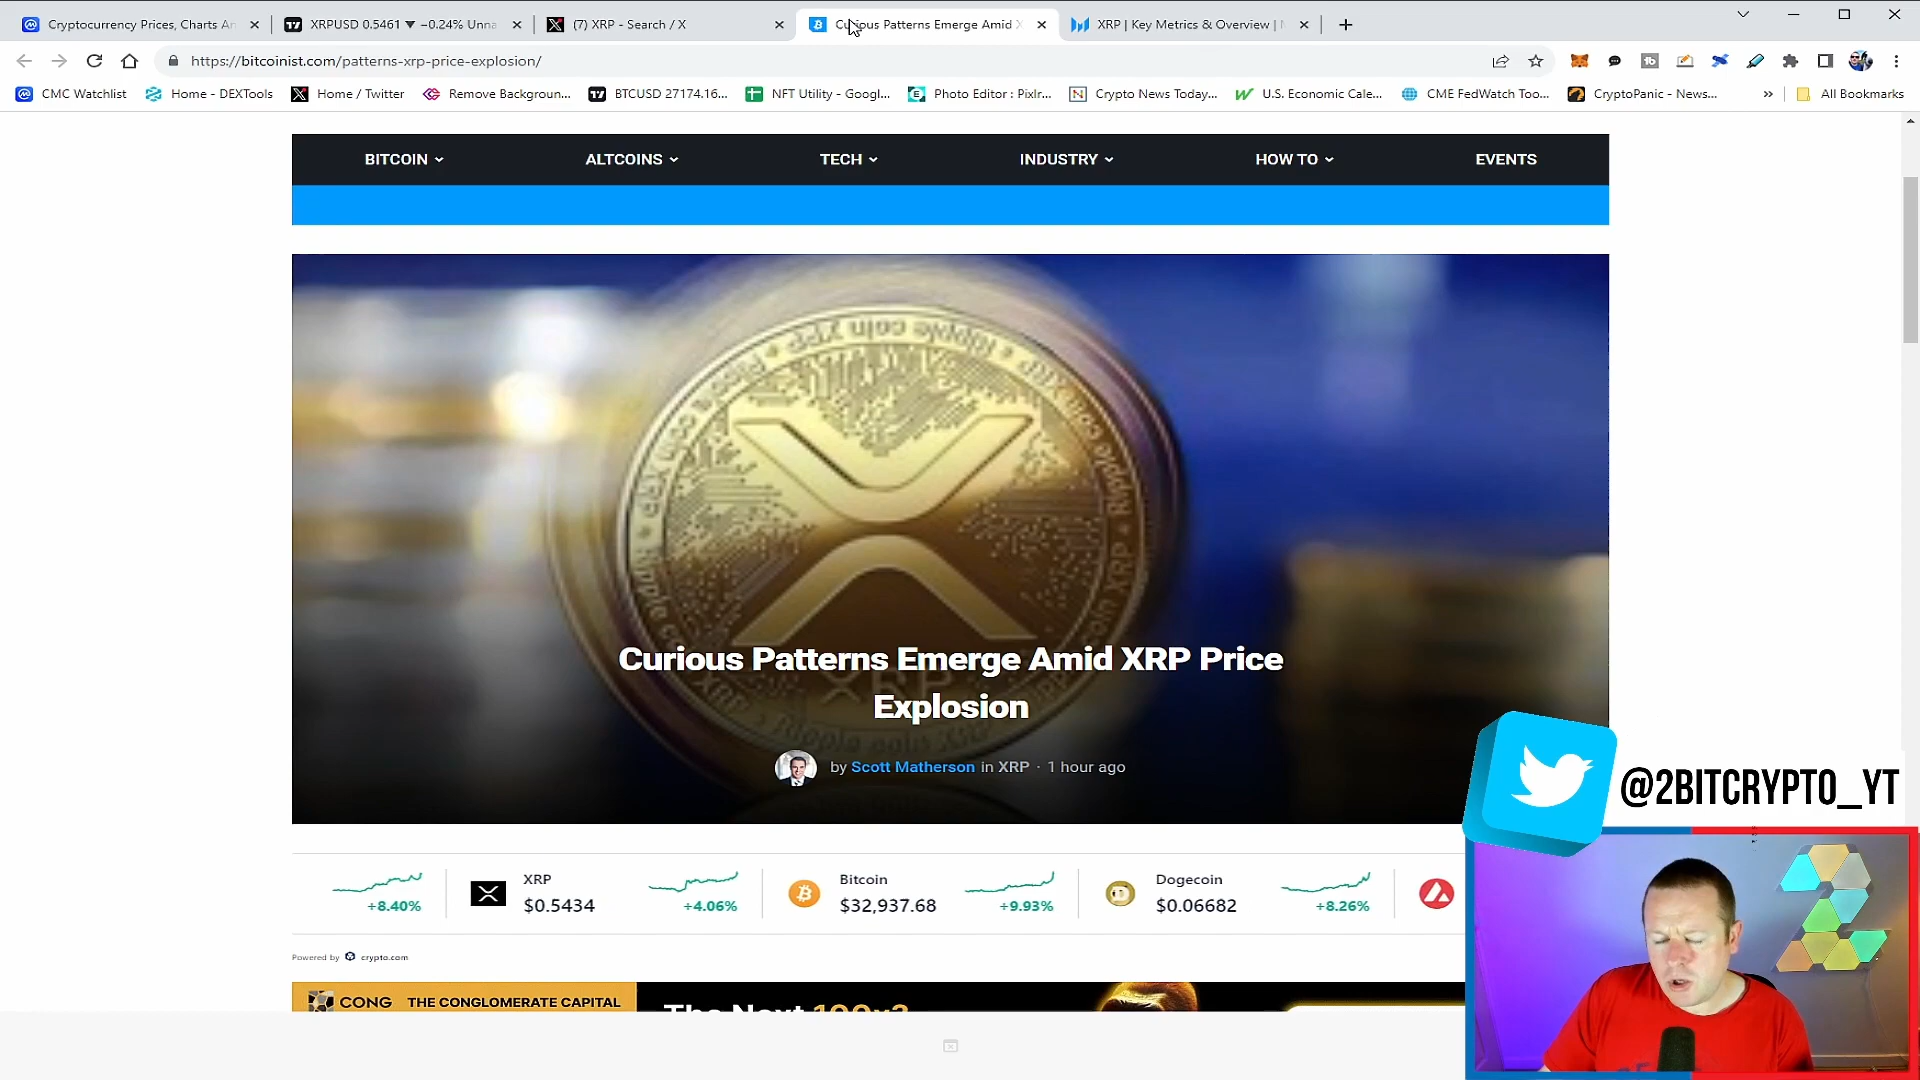 Cryptocurrency Prices, Charts An
XRPUSD 0.5461 ▼ −0.24% Unna
(7) XRP - Search / X
Curious Patterns Emerge Amid X
XRP | Key Metrics & Overview |
https://bitcoinist.com/patterns-xrp-price-explosion/
CMC Watchlist
Home - DEXTools
Home / Twitter
Remove Backgroun...
BTCUSD 27174.16...
NFT Utility - Googl...
Photo Editor : Pixlr...
Crypto News Today...
U.S. Economic Cale...
CME FedWatch Too...
CryptoPanic - News...
»
All Bookmarks
BITCOIN
ALTCOINS
TECH
INDUSTRY
HOW TO
EVENTS
Curious Patterns Emerge Amid XRP Price
Explosion
by Scott Matherson in XRP · 1 hour ago
@2BITCRYPTO_YT
+8.40%
XRP
$0.5434
+4.06%
Bitcoin
$32,937.68
+9.93%
Dogecoin
$0.06682
+8.26%
Powered by crypto.com
CONG THE CONGLOMERATE CAPITAL
The Next 100x?